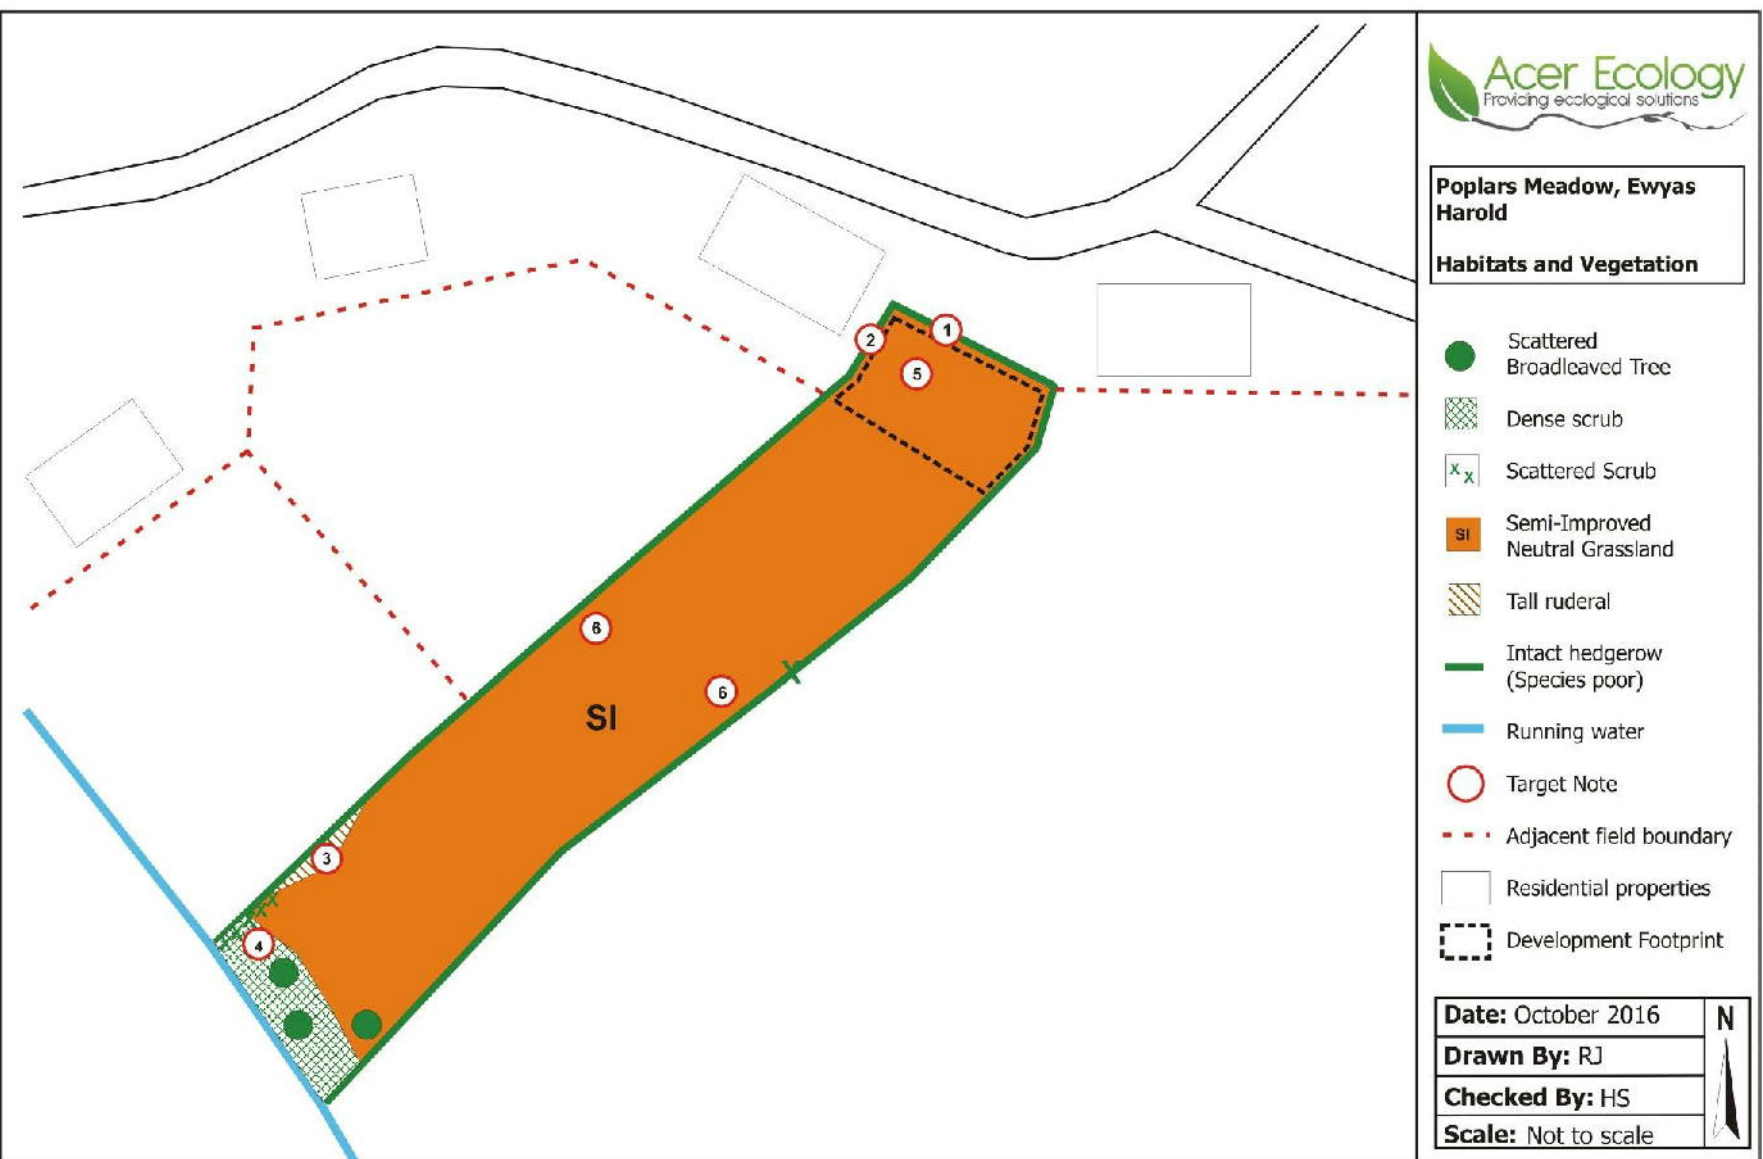 Acer Ecology
Providing ecological solutions
Poplars Meadow, Ewyas
Harold
Habitats and Vegetation
Scattered
Broadleaved Tree
Dense scrub
X X
Scattered Scrub
SI
Semi-Improved
Neutral Grassland
Tall ruderal
Intact hedgerow
(Species poor)
Running water
Target Note
Adjacent field boundary
Residential properties
Development Footprint
Date: October 2016
N
Drawn By: RJ
Checked By: HS
Scale: Not to scale
1
2
5
6
6
X
SI
3
X X
4